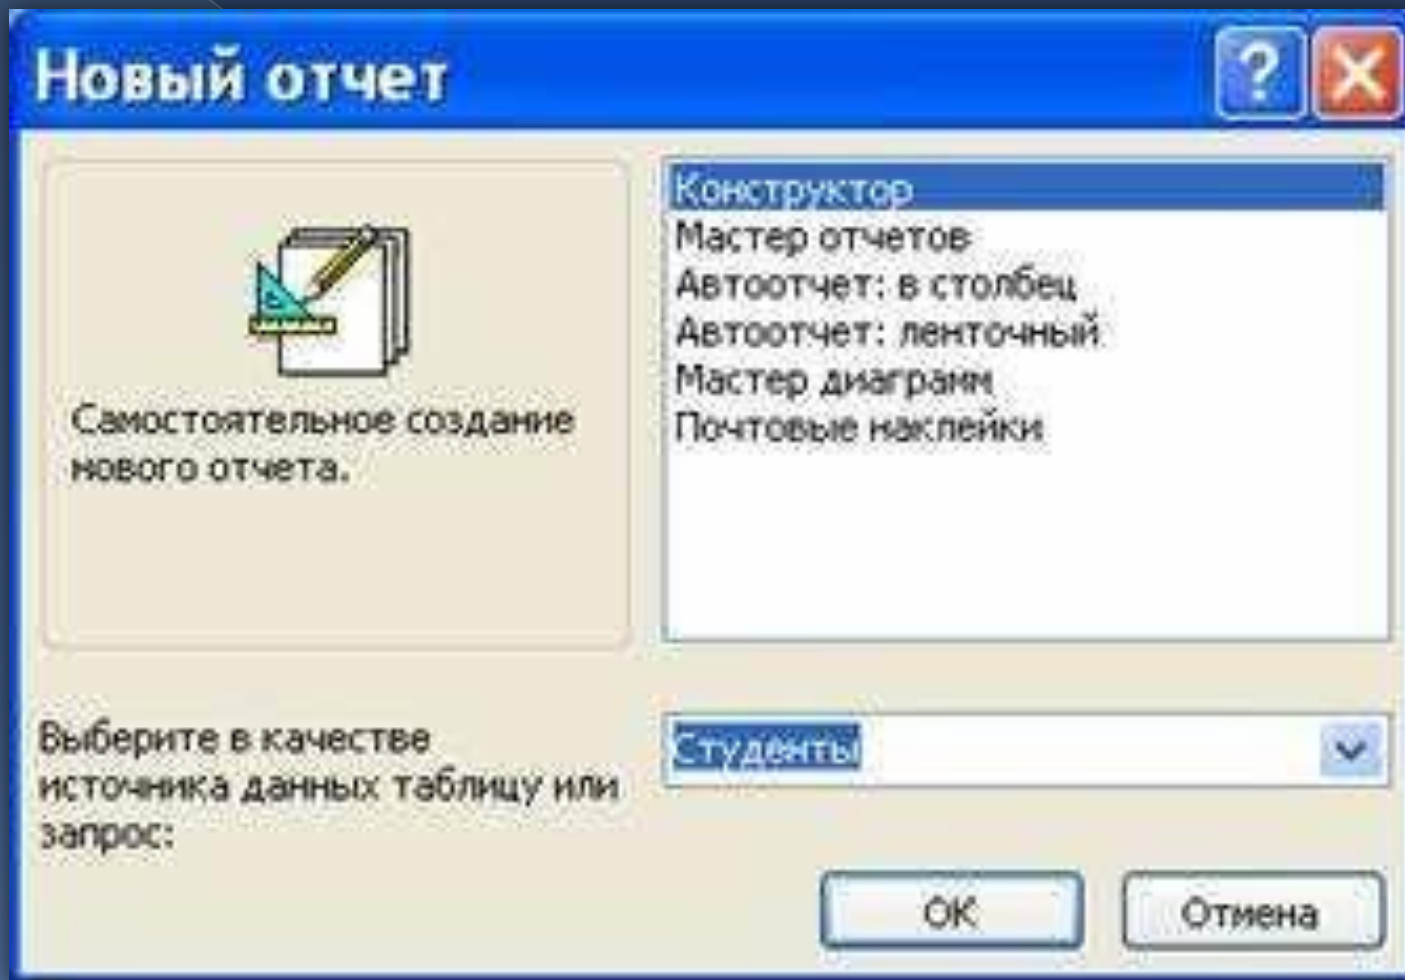 Новый отчет
Конструктор
Мастер отчетов
Автоотчет: в столбец
Автоотчет: ленточный
Мастер диаграмм
Почтовые наклейки
Самостоятельное создание
нового отчета.
Выберите в качестве
источника данных таблицу или
запрос:
Студенты
ОК
Отмена